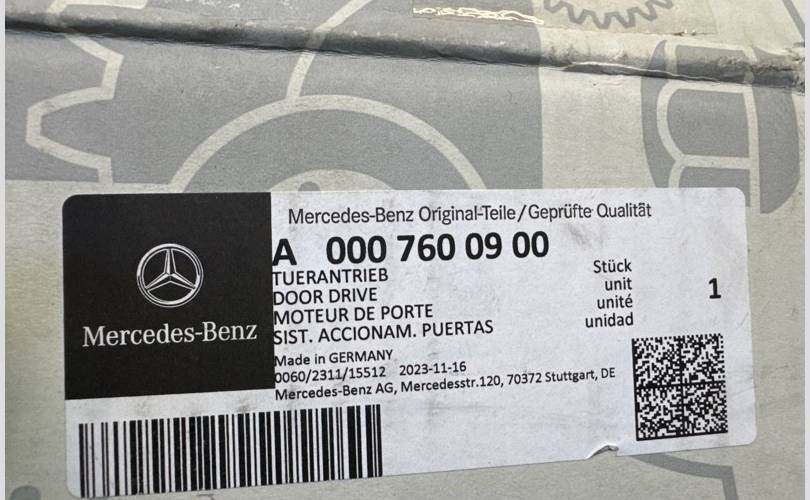 Mercedes-Benz Original-Teile/Geprüfte Qualität
A 000 760 09 00
TUERANTRIEB
DOOR DRIVE
MOTEUR DE PORTE
SIST. ACCIONAM. PUERTAS
Stück
unit
unité
unidad
1
Mercedes-Benz
Made in GERMANY
0060/2311/15512 2023-11-16
Mercedes-Benz AG, Mercedesstr.120, 70372 Stuttgart, DE